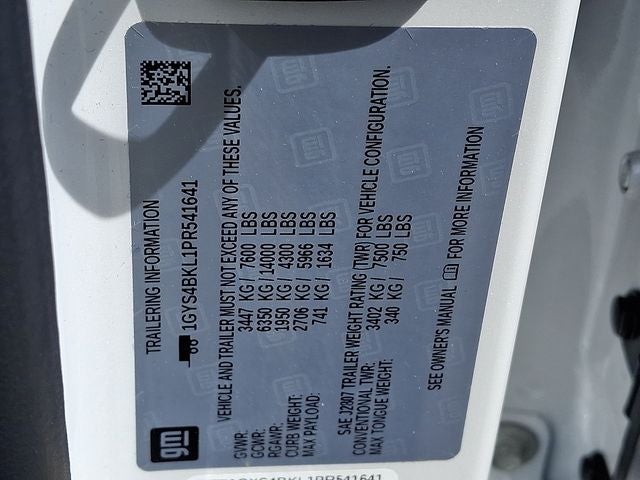 gm
TRAILERING INFORMATION
1GYS4BKL1PR541641
VEHICLE AND TRAILER MUST NOT EXCEED ANY OF THESE VALUES.
GVWR: 3447 KG / 7600 LBS
GCWR: 6350 KG / 14000 LBS
RGAWR: 1950 KG / 4300 LBS
CURB WEIGHT: 2706 KG / 5966 LBS
MAX PAYLOAD: 741 KG / 1634 LBS
SAE J2807 TRAILER WEIGHT RATING (TWR) FOR VEHICLE CONFIGURATION.
CONVENTIONAL TWR: 3402 KG / 7500 LBS
MAX TONGUE WEIGHT: 340 KG / 750 LBS
SEE OWNER'S MANUAL FOR MORE INFORMATION